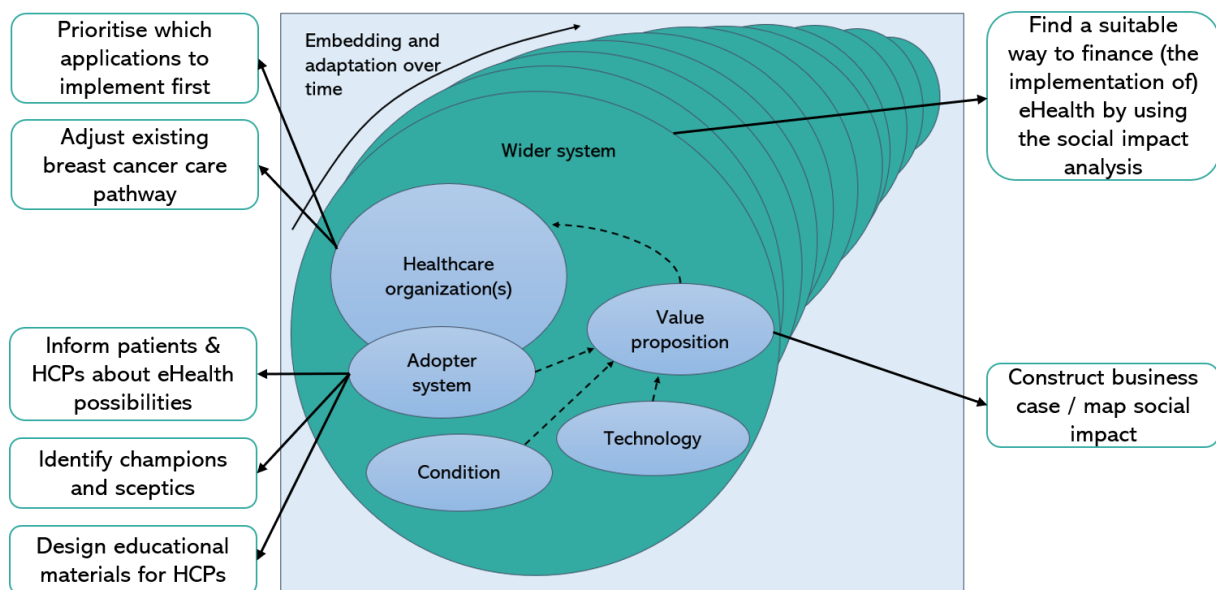 Prioritise which
applications to
implement first
Adjust existing
breast cancer care
pathway
Inform patients &
HCPs about eHealth
possibilities
Identify champions
and sceptics
Design educational
materials for HCPs
Embedding and
adaptation over
time
Wider system
Healthcare
organization(s)
Adopter
system
Value
proposition
Condition
Technology
Find a suitable
way to finance (the
implementation of)
eHealth by using
the social impact
analysis
Construct business
case / map social
impact